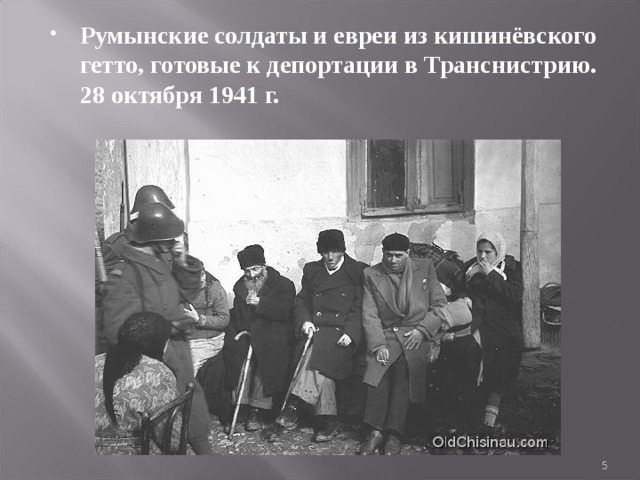 • Румынские солдаты и евреи из кишинёвского
гетто, готовые к депортации в Транснистрию.
28 октября 1941 г.
OldChisinau.com
5